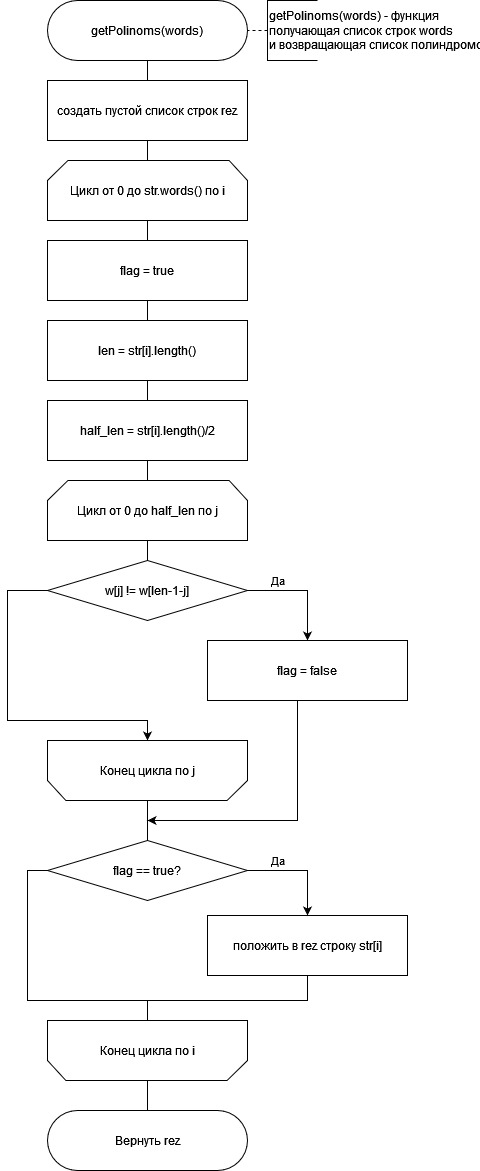 getPolinoms(words)
getPolinoms(words) - функция
получающая список строк words
и возвращающая список полиндромо
создать пустой список строк rez
Цикл от 0 до str.words() по i
flag = true
len = str[i].length()
half_len = str[i].length()/2
Цикл от 0 до half_len по j
w[j] != w[len-1-j]
Да
flag = false
Конец цикла по j
flag == true?
Да
положить в rez строку str[i]
Конец цикла по i
Вернуть rez